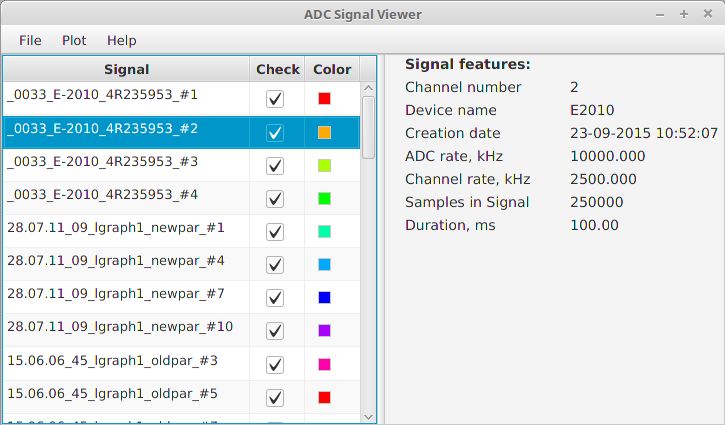 ADC Signal Viewer
File Plot Help
Signal Check Color
_0033_E-2010_4R235953_#1
_0033_E-2010_4R235953_#2
_0033_E-2010_4R235953_#3
_0033_E-2010_4R235953_#4
28.07.11_09_lgraph1_newpar_#1
28.07.11_09_lgraph1_newpar_#4
28.07.11_09_lgraph1_newpar_#7
28.07.11_09_lgraph1_newpar_#10
15.06.06_45_lgraph1_oldpar_#3
15.06.06_45_lgraph1_oldpar_#5
Signal features:
Channel number 2
Device name E2010
Creation date 23-09-2015 10:52:07
ADC rate, kHz 10000.000
Channel rate, kHz 2500.000
Samples in Signal 250000
Duration, ms 100.00